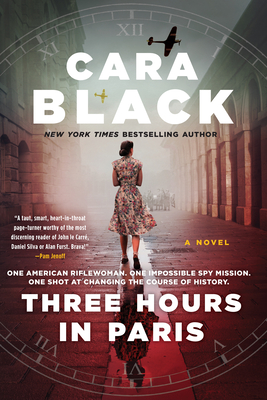 XII
CARA
BLACK
NEW YORK TIMES BESTSELLING AUTHOR
"A taut, smart, heart-in-throat
page-turner worthy of the most
discerning reader of John le Carré,
Daniel Silva or Alan Furst. Brava!"
—Pam Jenoff
A NOVEL
ONE AMERICAN RIFLEWOMAN. ONE IMPOSSIBLE SPY MISSION.
ONE SHOT AT CHANGING THE COURSE OF HISTORY.
THREE HOURS
IN PARIS